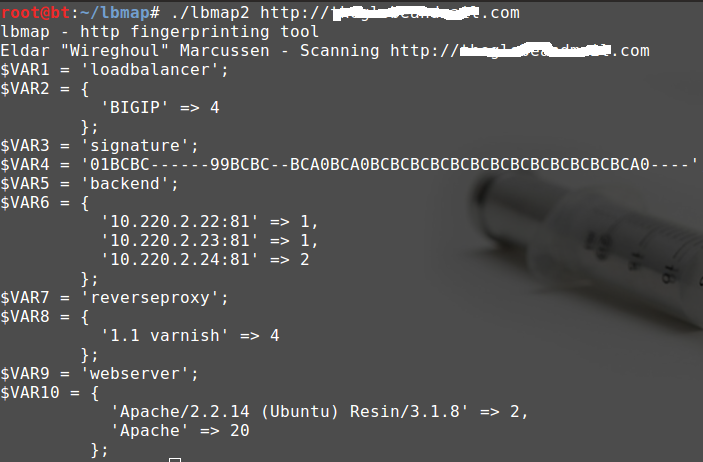 root@bt:~/lbmap# ./lbmap2 http:// .com
lbmap - http fingerprinting tool
Eldar "Wireghoul" Marcussen - Scanning http:// .com
$VAR1 = 'loadbalancer';
$VAR2 = {
'BIGIP' => 4
};
$VAR3 = 'signature';
$VAR4 = '01BCBC------99BCBC--BCA0BCA0BCBCBCBCBCBCBCBCBCBCBCBCBCBCBCA0----'
$VAR5 = 'backend';
$VAR6 = {
'10.220.2.22:81' => 1,
'10.220.2.23:81' => 1,
'10.220.2.24:81' => 2
};
$VAR7 = 'reverseproxy';
$VAR8 = {
'1.1 varnish' => 4
};
$VAR9 = 'webserver';
$VAR10 = {
'Apache/2.2.14 (Ubuntu) Resin/3.1.8' => 2,
'Apache' => 20
};